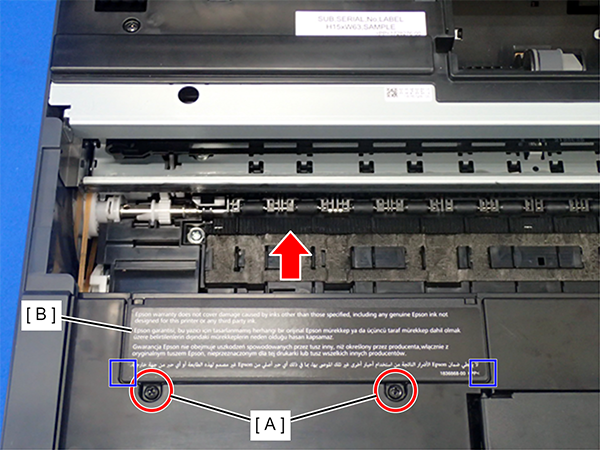 SUB SERIAL No.LABEL
H15xW63,SAMPLE
[ B ]
Epson warranty does not cover damage caused by inks other than those specified, including any genuine Epson ink not
designed for this printer or any third party ink.
Epson garantisi, bu yazıcı için tasarlanmamış herhangi bir orijinal Epson mürekkep ya da üçüncü taraf mürekkep dahil olmak
üzere belirtilenlerin dışındaki mürekkeplerin neden olduğu hasarı kapsamaz.
Gwarancja Epson nie obejmuje uszkodzeń spowodowanych przez tusz inny, niż określony przez producenta, włącznie z
oryginalnym tuszem Epson, nieprzeznaczonym dla tej drukarki lub tusz wszelkich innych producentów.
[ A ]